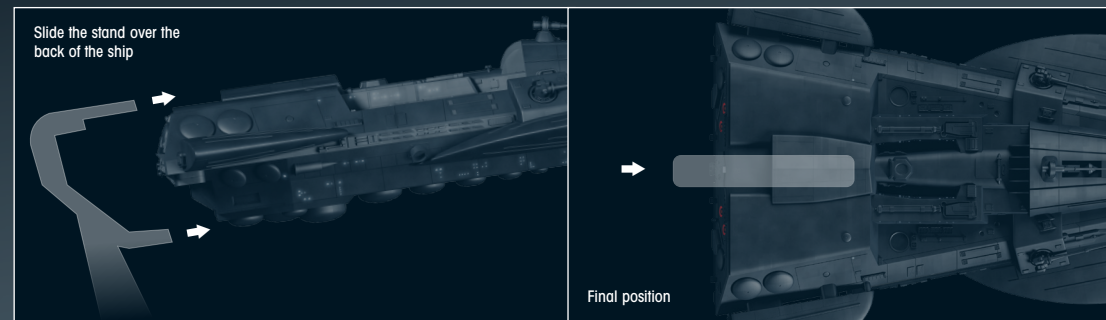 Slide the stand over the
back of the ship
Final position